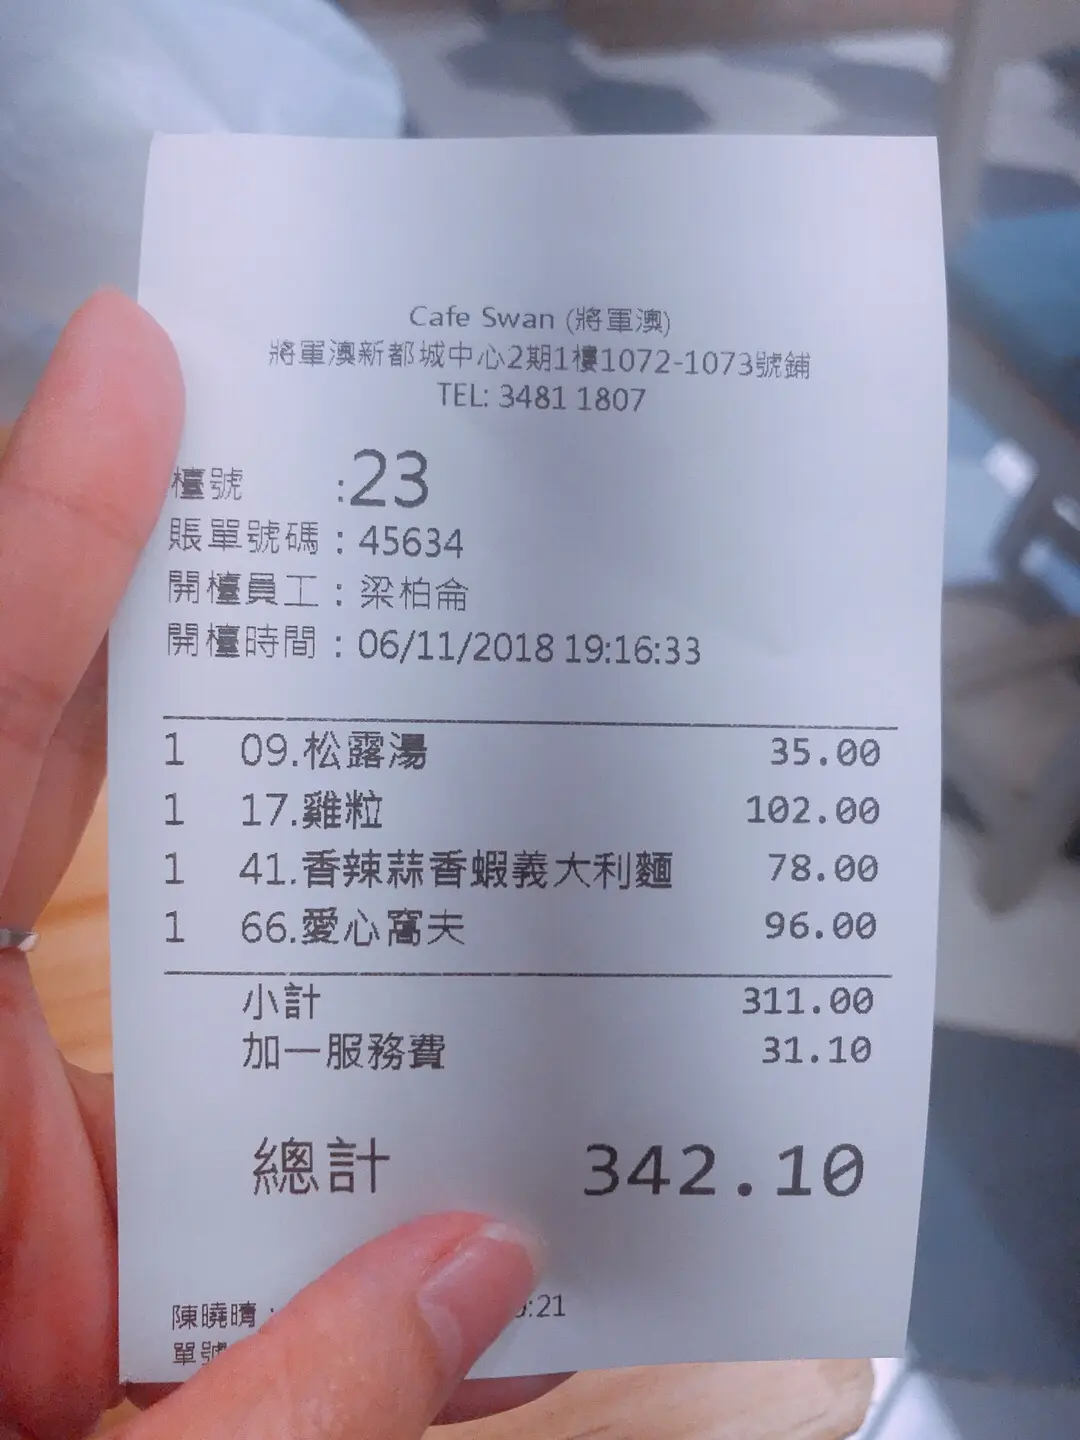 Cafe Swan (將軍澳)
將軍澳新都城中心2期1樓1072-1073號鋪
TEL: 3481 1807
檯號 :23
賬單號碼 : 45634
開檯員工 : 梁柏侖
開檯時間 : 06/11/2018 19:16:33
1 09.松露湯 35.00
1 17.雞粒 102.00
1 41.香辣蒜香蝦義大利麵 78.00
1 66.愛心窩夫 96.00
小計 311.00
加一服務費 31.10
總計 342.10
陳曉晴 : :21
單號